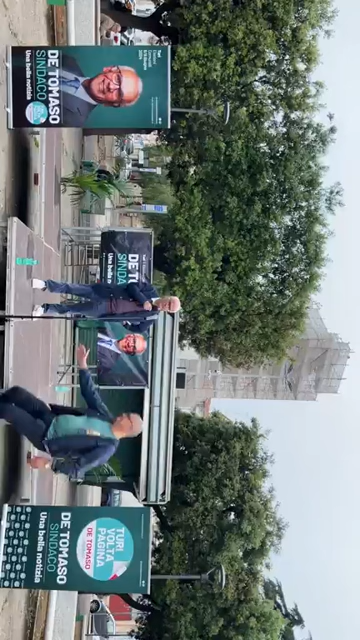 DE TOMASO
SINDACO
Una bella notizia
DE TO
SINDA
Una bella
TURI
VOLTA
PAGINA
DE TOMASO
DE TOMASO
SINDACO
Una bella notizia